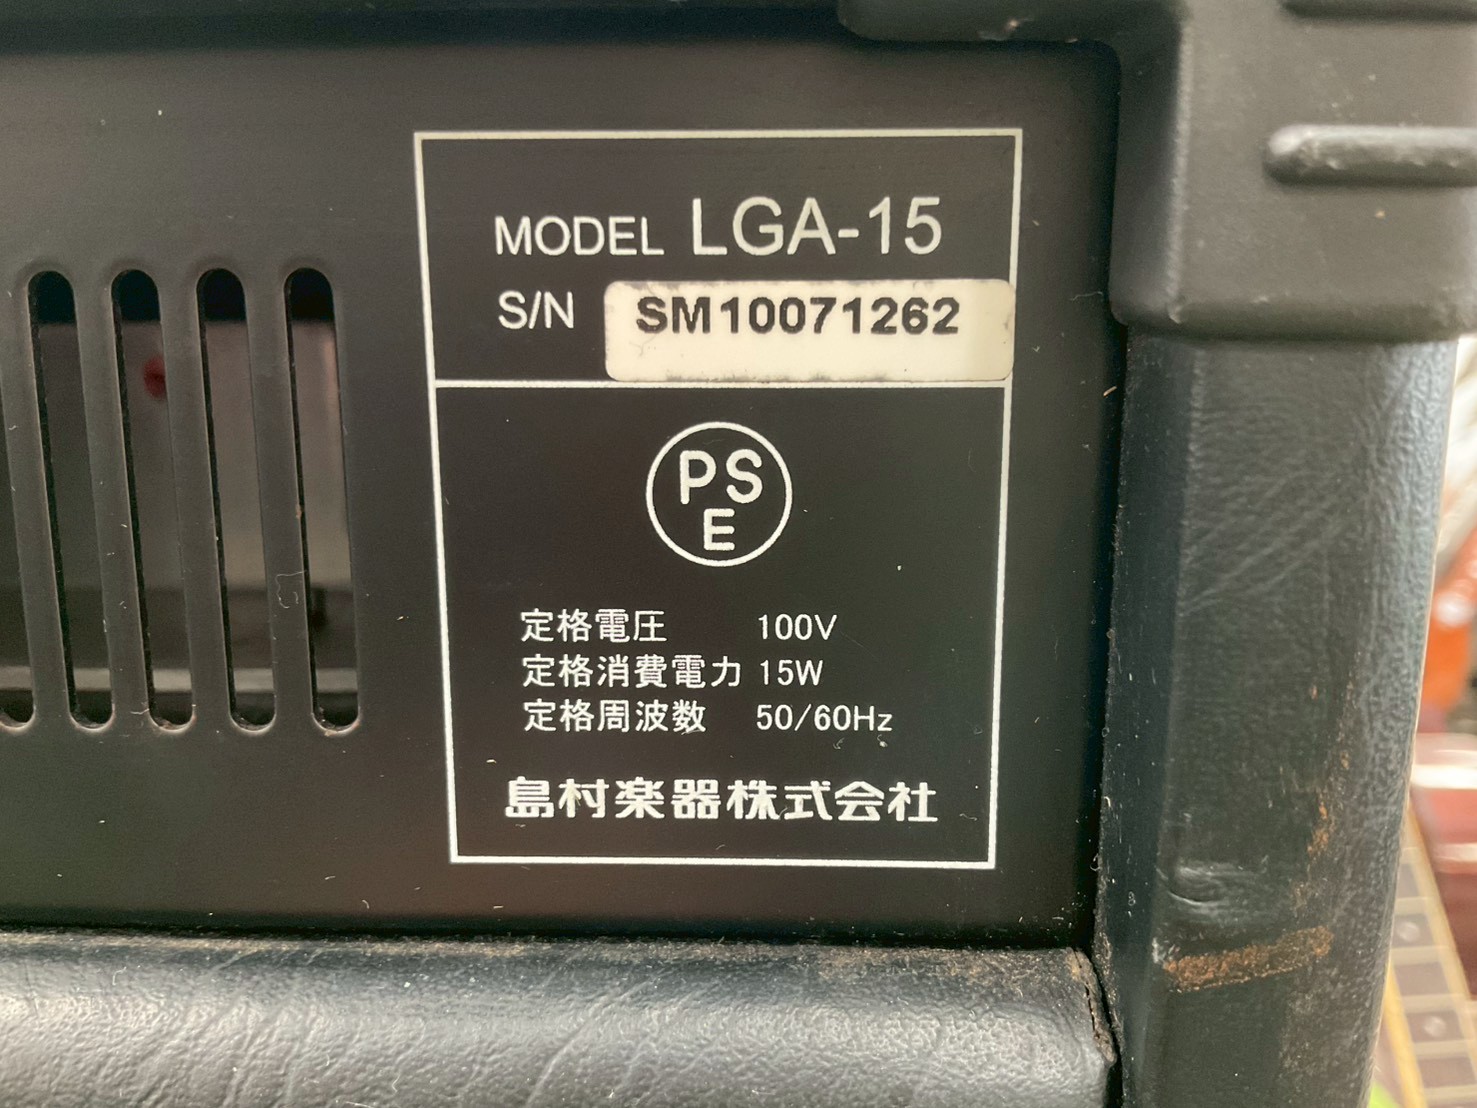 MODEL LGA-15
S/N SM10071262
PS
E
定格電圧 100V
定格消費電力 15W
定格周波数 50/60Hz
島村楽器株式会社